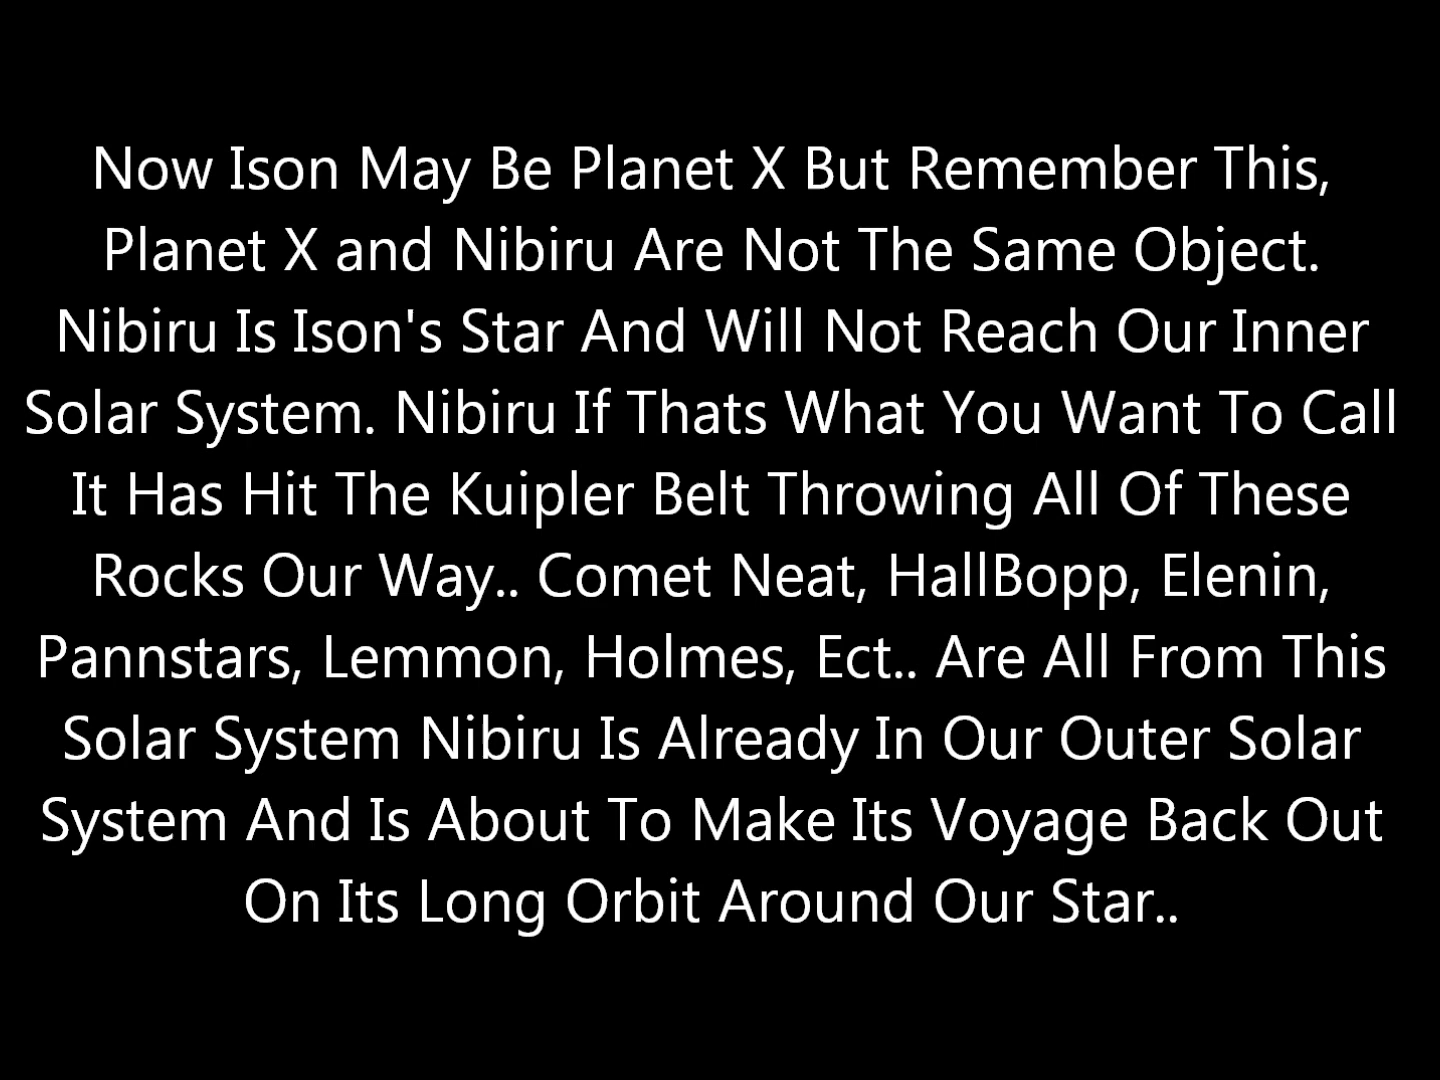 Now Ison May Be Planet X But Remember This,
Planet X and Nibiru Are Not The Same Object.
Nibiru Is Ison's Star And Will Not Reach Our Inner
Solar System. Nibiru If Thats What You Want To Call
It Has Hit The Kuipler Belt Throwing All Of These
Rocks Our Way.. Comet Neat, HallBopp, Elenin,
Pannstars, Lemmon, Holmes, Ect.. Are All From This
Solar System Nibiru Is Already In Our Outer Solar
System And Is About To Make Its Voyage Back Out
On Its Long Orbit Around Our Star..